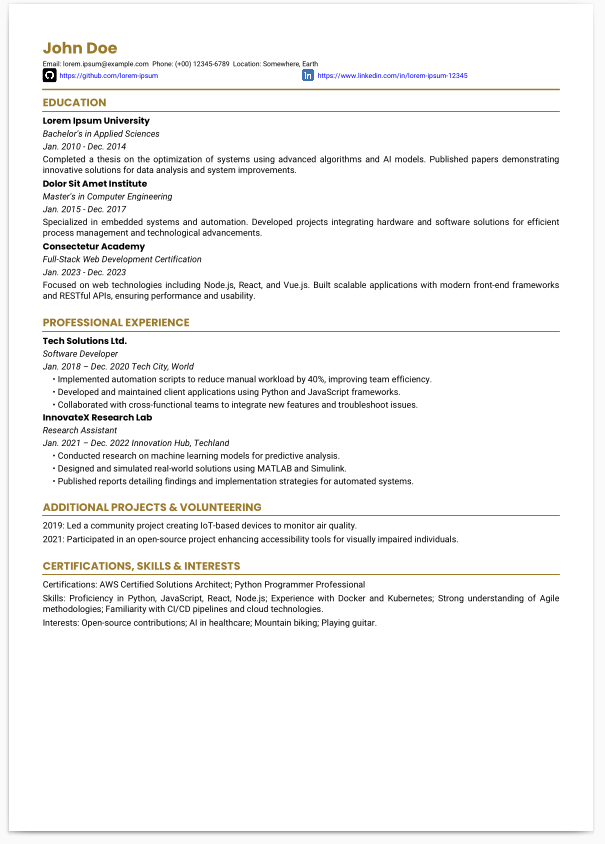 John Doe
Email: lorem.ipsum@example.com Phone: (+00) 12345-6789 Location: Somewhere, Earth
https://github.com/lorem-ipsum
in https://www.linkedin.com/in/lorem-ipsum-12345
EDUCATION
Lorem Ipsum University
Bachelor's in Applied Sciences
Jan. 2010 - Dec. 2014
Completed a thesis on the optimization of systems using advanced algorithms and AI models. Published papers demonstrating
innovative solutions for data analysis and system improvements.
Dolor Sit Amet Institute
Master's in Computer Engineering
Jan. 2015 - Dec. 2017
Specialized in embedded systems and automation. Developed projects integrating hardware and software solutions for efficient
process management and technological advancements.
Consectetur Academy
Full-Stack Web Development Certification
Jan. 2023 - Dec. 2023
Focused on web technologies including Node.js, React, and Vue.js. Built scalable applications with modern front-end frameworks
and RESTful APIs, ensuring performance and usability.
PROFESSIONAL EXPERIENCE
Tech Solutions Ltd.
Software Developer
Jan. 2018 – Dec. 2020 Tech City, World
• Implemented automation scripts to reduce manual workload by 40%, improving team efficiency.
• Developed and maintained client applications using Python and JavaScript frameworks.
• Collaborated with cross-functional teams to integrate new features and troubleshoot issues.
InnovateX Research Lab
Research Assistant
Jan. 2021 – Dec. 2022 Innovation Hub, Techland
• Conducted research on machine learning models for predictive analysis.
• Designed and simulated real-world solutions using MATLAB and Simulink.
• Published reports detailing findings and implementation strategies for automated systems.
ADDITIONAL PROJECTS & VOLUNTEERING
2019: Led a community project creating IoT-based devices to monitor air quality.
2021: Participated in an open-source project enhancing accessibility tools for visually impaired individuals.
CERTIFICATIONS, SKILLS & INTERESTS
Certifications: AWS Certified Solutions Architect; Python Programmer Professional
Skills: Proficiency in Python, JavaScript, React, Node.js; Experience with Docker and Kubernetes; Strong understanding of Agile
methodologies; Familiarity with CI/CD pipelines and cloud technologies.
Interests: Open-source contributions; AI in healthcare; Mountain biking; Playing guitar.